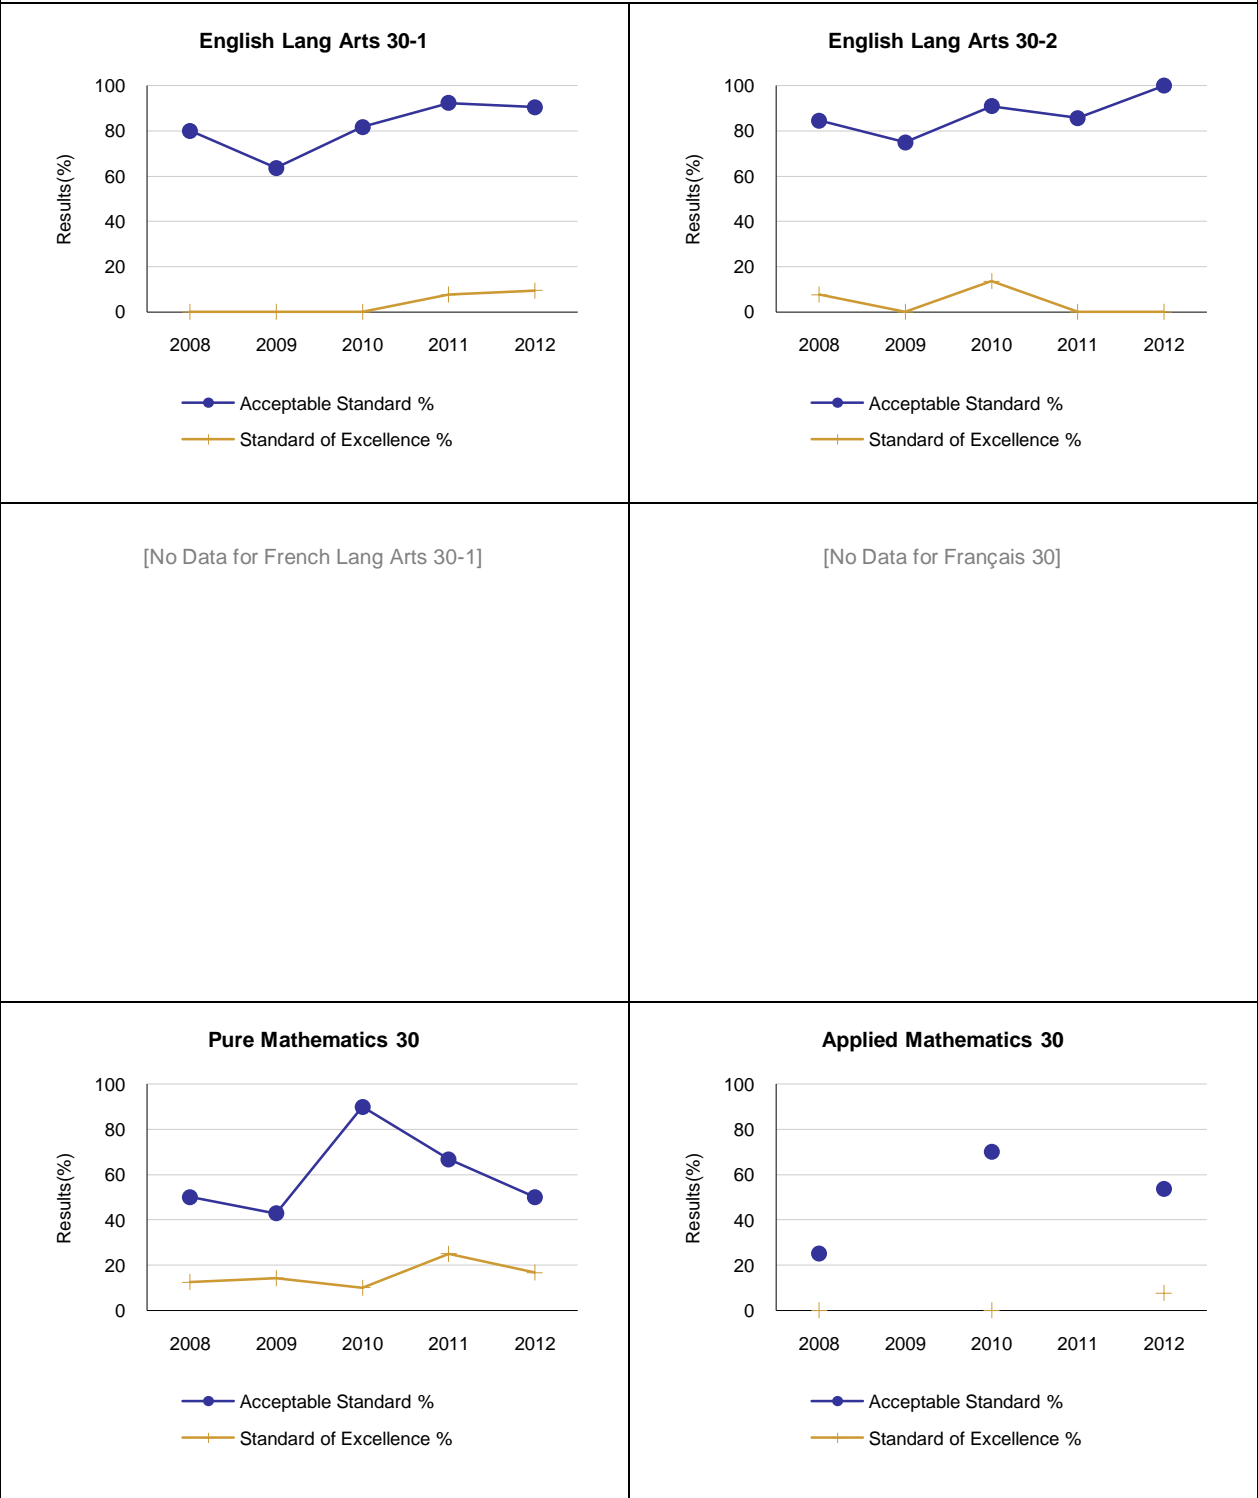 English Lang Arts 30-1
100
80
60
40
20
0
Results(%)
2008 2009 2010 2011 2012
Acceptable Standard %
Standard of Excellence %
English Lang Arts 30-2
100
80
60
40
20
0
Results(%)
2008 2009 2010 2011 2012
Acceptable Standard %
Standard of Excellence %
[No Data for French Lang Arts 30-1]
[No Data for Français 30]
Pure Mathematics 30
100
80
60
40
20
0
Results(%)
2008 2009 2010 2011 2012
Acceptable Standard %
Standard of Excellence %
Applied Mathematics 30
100
80
60
40
20
0
Results(%)
2008 2009 2010 2011 2012
Acceptable Standard %
Standard of Excellence %